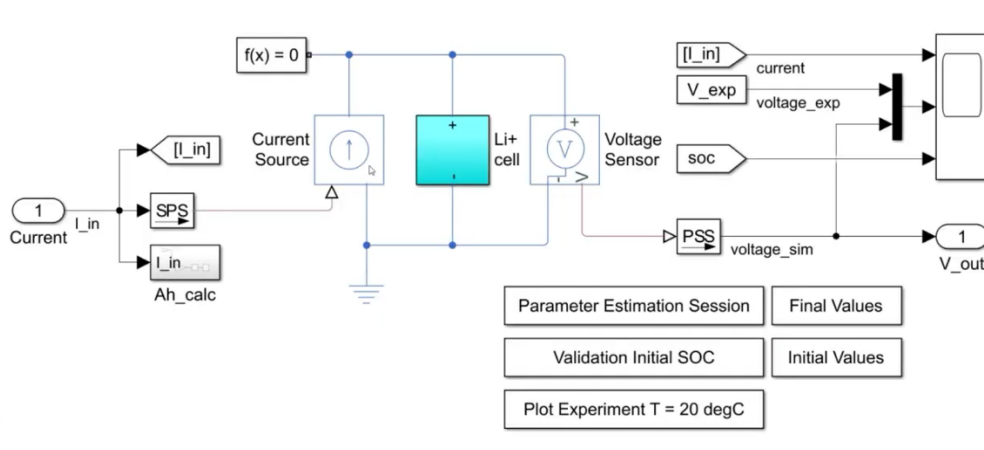 f(x) = 0
[I_in]
current
V_exp
voltage_exp
Current
Source
+
-
Li+
cell
+
V
-
V
Voltage
Sensor
soc
[I_in]
1
Current
I_in
SPS
I_in
Ah_calc
PSS
voltage_sim
1
V_out
Parameter Estimation Session
Final Values
Validation Initial SOC
Initial Values
Plot Experiment T = 20 degC